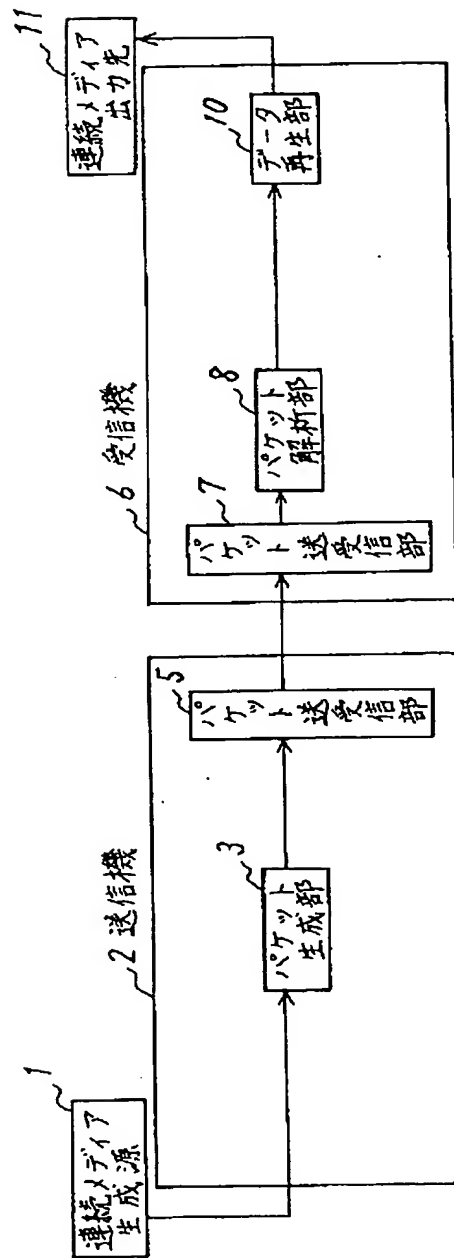 1
連続メディア
生成源
2 送信機
3
パケット
生成部
5
パケット送受信部
6 受信機
7
パケット送受信部
8
パケット
解析部
10
データ
再生部
11
連続メディア
出力先